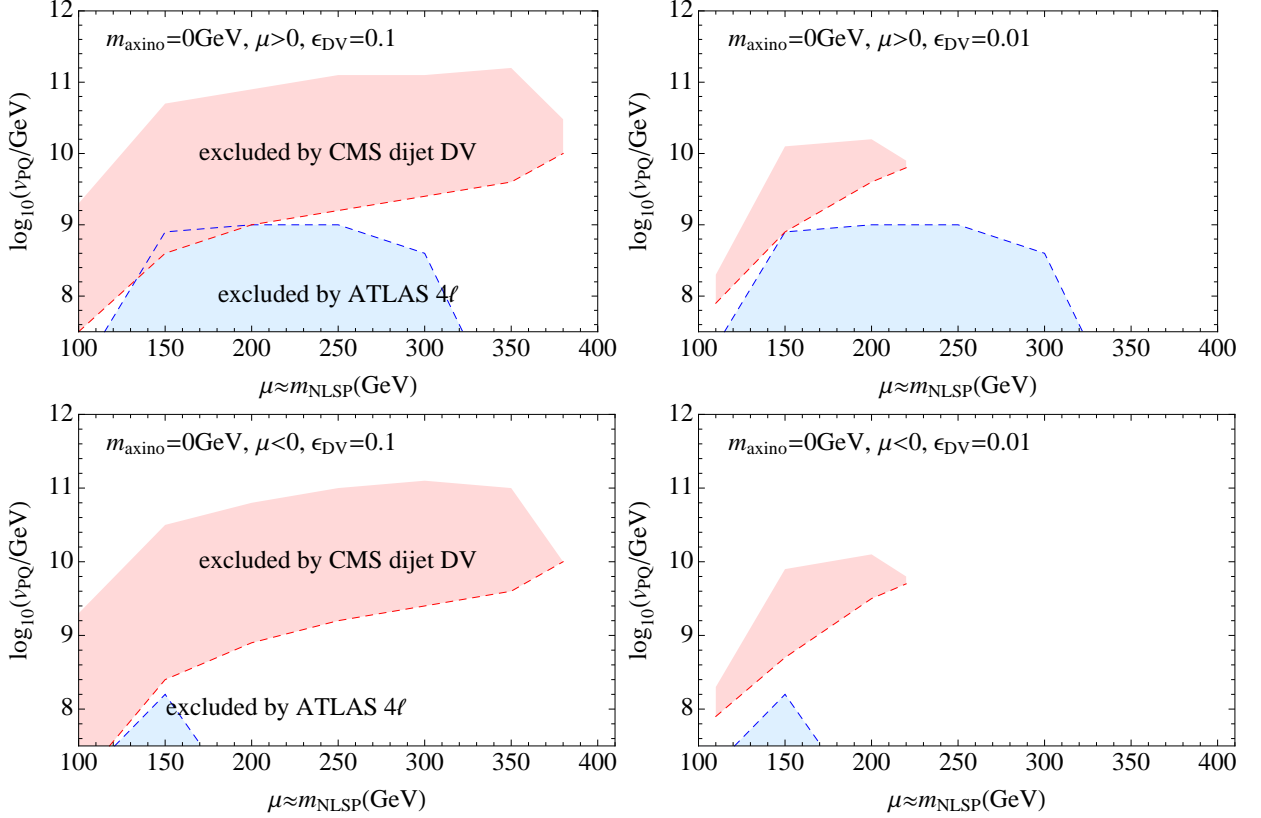 m_axino=0GeV, μ>0, ϵ_DV=0.1
excluded by CMS dijet DV
excluded by ATLAS 4ℓ
log10(v_PQ/GeV)
12
11
10
9
8
100 150 200 250 300 350 400
μ≈m_NLSP(GeV)
m_axino=0GeV, μ>0, ϵ_DV=0.01
log10(v_PQ/GeV)
12
11
10
9
8
100 150 200 250 300 350 400
μ≈m_NLSP(GeV)
m_axino=0GeV, μ<0, ϵ_DV=0.1
excluded by CMS dijet DV
excluded by ATLAS 4ℓ
log10(v_PQ/GeV)
12
11
10
9
8
100 150 200 250 300 350 400
μ≈m_NLSP(GeV)
m_axino=0GeV, μ<0, ϵ_DV=0.01
log10(v_PQ/GeV)
12
11
10
9
8
100 150 200 250 300 350 400
μ≈m_NLSP(GeV)